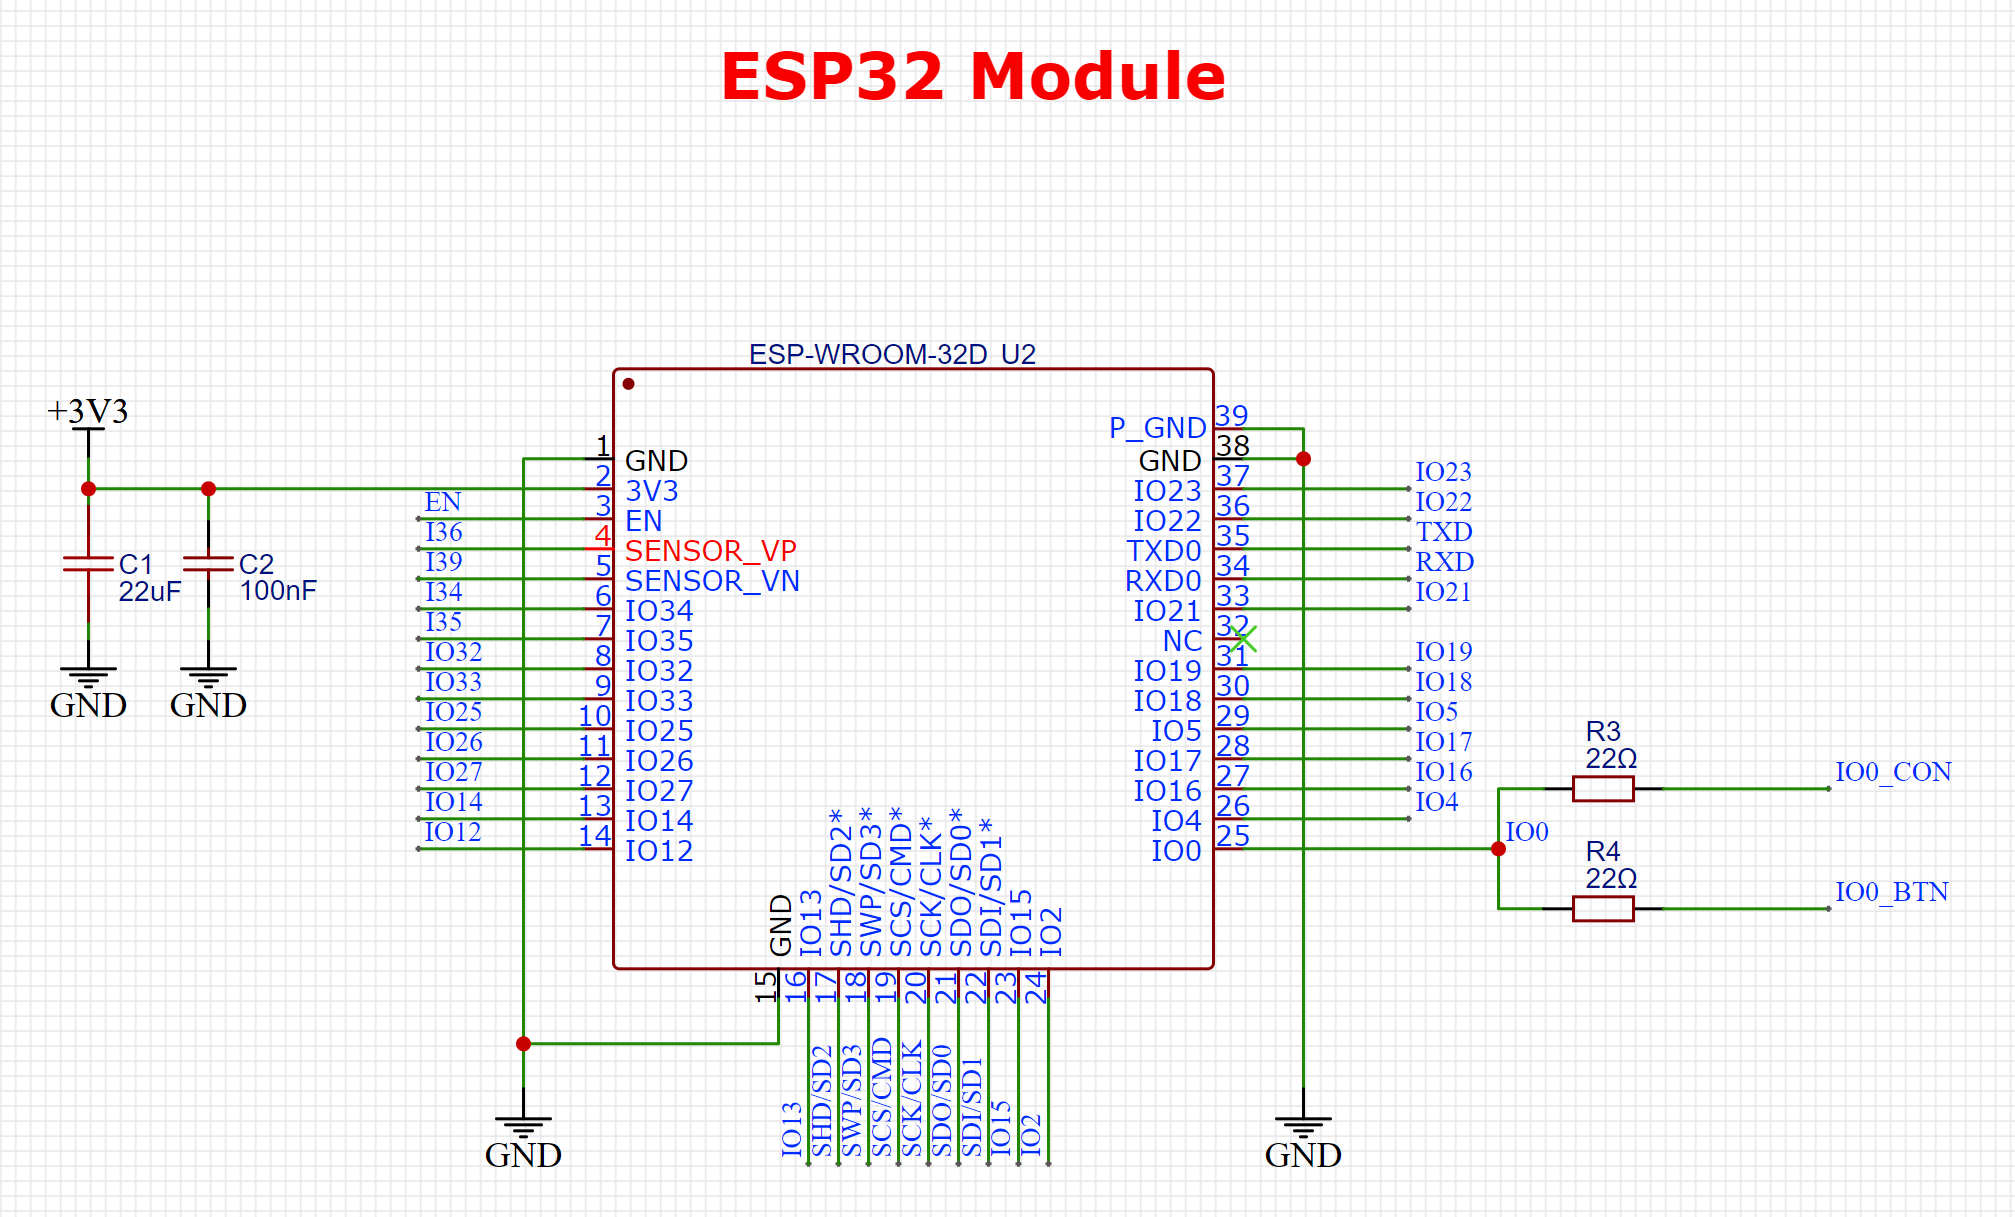 ESP32 Module
ESP-WROOM-32D U2
+3V3
C1
22uF
C2
100nF
GND
GND
EN
I36
I39
I34
I35
IO32
IO33
IO25
IO26
IO27
IO14
IO12
1 GND
2 3V3
3 EN
4 SENSOR_VP
5 SENSOR_VN
6 IO34
7 IO35
8 IO32
9 IO33
10 IO25
11 IO26
12 IO27
13 IO14
14 IO12
P_GND 39
GND 38
IO23 37
IO22 36
TXD0 35
RXD0 34
IO21 33
NC 32
IO19 31
IO18 30
IO5 29
IO17 28
IO16 27
IO4 26
IO0 25
IO23
IO22
TXD
RXD
IO21
IO19
IO18
IO5
IO17
IO16
IO4
IO0
R3
22Ω
IO0_CON
R4
22Ω
IO0_BTN
GND 15
IO13 16
SHD/SD2* 17
SWP/SD3* 18
SCS/CMD* 19
SCK/CLK* 20
SDO/SD0* 21
SDI/SD1* 22
IO15 23
IO2 24
IO13
SHD/SD2
SWP/SD3
SCS/CMD
SCK/CLK
SDO/SD0
SDI/SD1
IO15
IO2
GND
GND